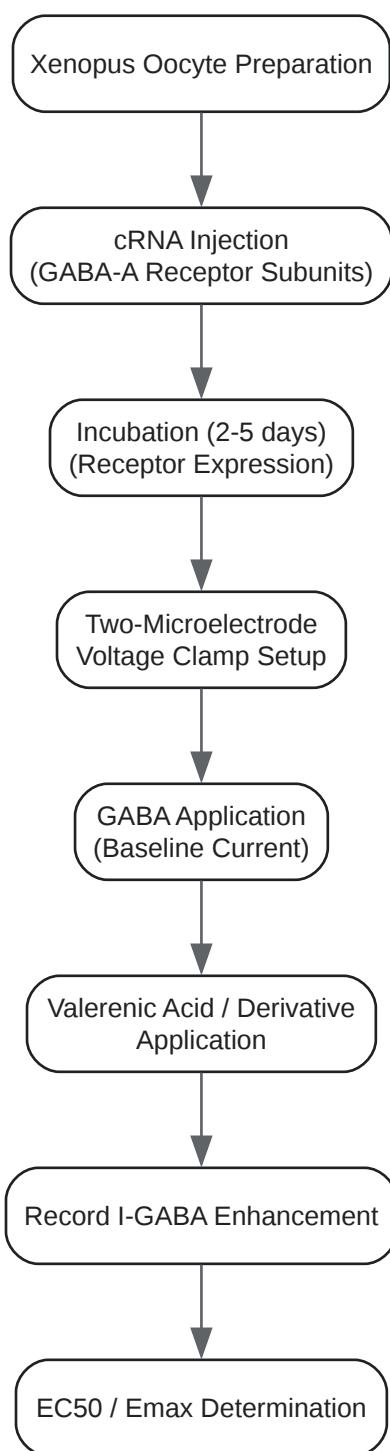 Xenopus Oocyte Preparation
cRNA Injection
(GABA-A Receptor Subunits)
Incubation (2-5 days)
(Receptor Expression)
Two-Microelectrode
Voltage Clamp Setup
GABA Application
(Baseline Current)
Valerenic Acid / Derivative
Application
Record I-GABA Enhancement
EC50 / Emax Determination